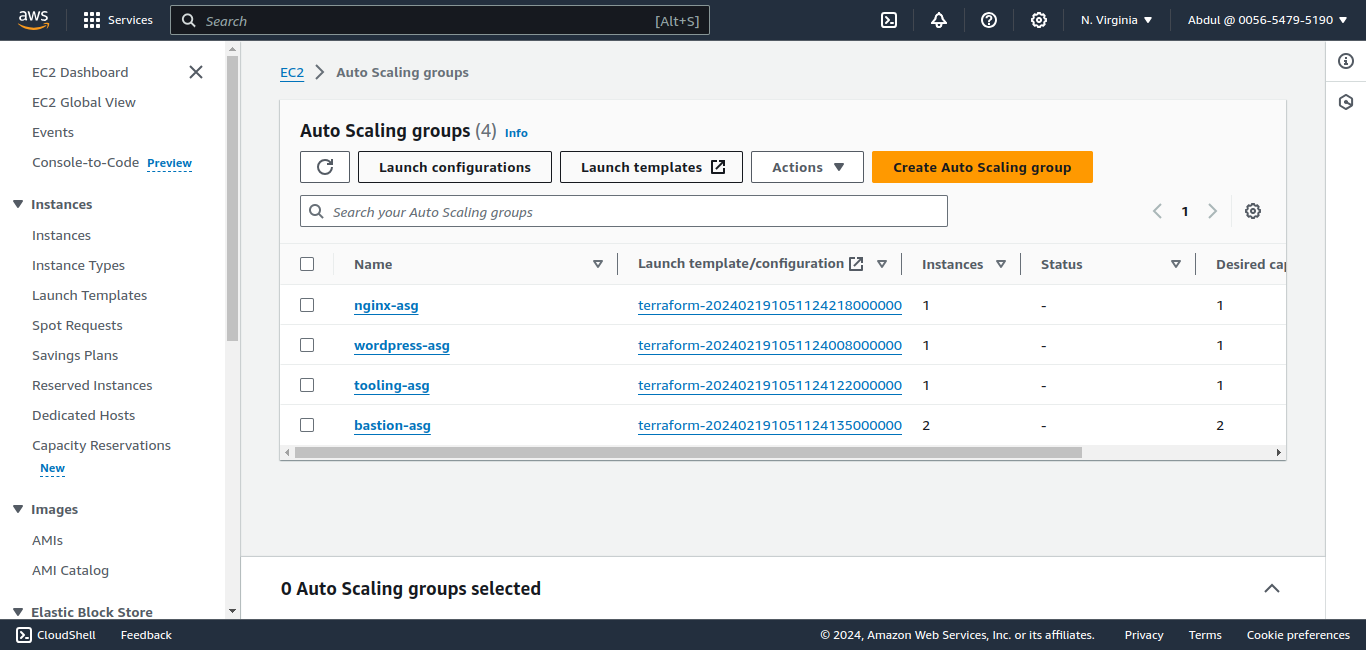 aws
Services
Search
[Alt+S]
N. Virginia
Abdul @ 0056-5479-5190
EC2 Dashboard
EC2 Global View
Events
Console-to-Code Preview
Instances
Instances
Instance Types
Launch Templates
Spot Requests
Savings Plans
Reserved Instances
Dedicated Hosts
Capacity Reservations
New
Images
AMIs
AMI Catalog
Elastic Block Store
EC2 Auto Scaling groups
Auto Scaling groups (4) Info
Launch configurations Launch templates Actions Create Auto Scaling group
Search your Auto Scaling groups
1
Name Launch template/configuration Instances Status Desired cap
nginx-asg terraform-20240219105112421800000 1 - 1
wordpress-asg terraform-20240219105112400800000 1 - 1
tooling-asg terraform-20240219105112412200000 1 - 1
bastion-asg terraform-20240219105112413500000 2 - 2
0 Auto Scaling groups selected
CloudShell Feedback
© 2024, Amazon Web Services, Inc. or its affiliates. Privacy Terms Cookie preferences